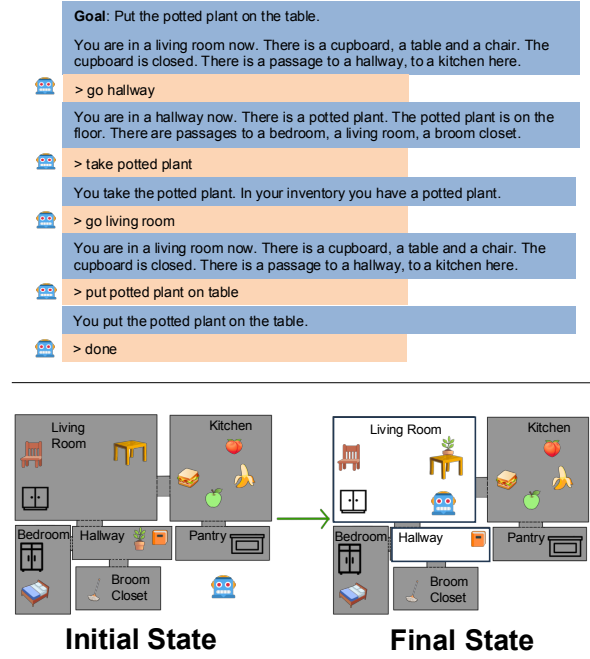 Goal: Put the potted plant on the table.
You are in a living room now. There is a cupboard, a table and a chair. The
cupboard is closed. There is a passage to a hallway, to a kitchen here.
> go hallway
You are in a hallway now. There is a potted plant. The potted plant is on the
floor. There are passages to a bedroom, a living room, a broom closet.
> take potted plant
You take the potted plant. In your inventory you have a potted plant.
> go living room
You are in a living room now. There is a cupboard, a table and a chair. The
cupboard is closed. There is a passage to a hallway, to a kitchen here.
> put potted plant on table
You put the potted plant on the table.
> done
Living
Room
Kitchen
Bedroom
Hallway
Pantry
Broom
Closet
Initial State
Living Room
Kitchen
Bedroom
Hallway
Pantry
Broom
Closet
Final State